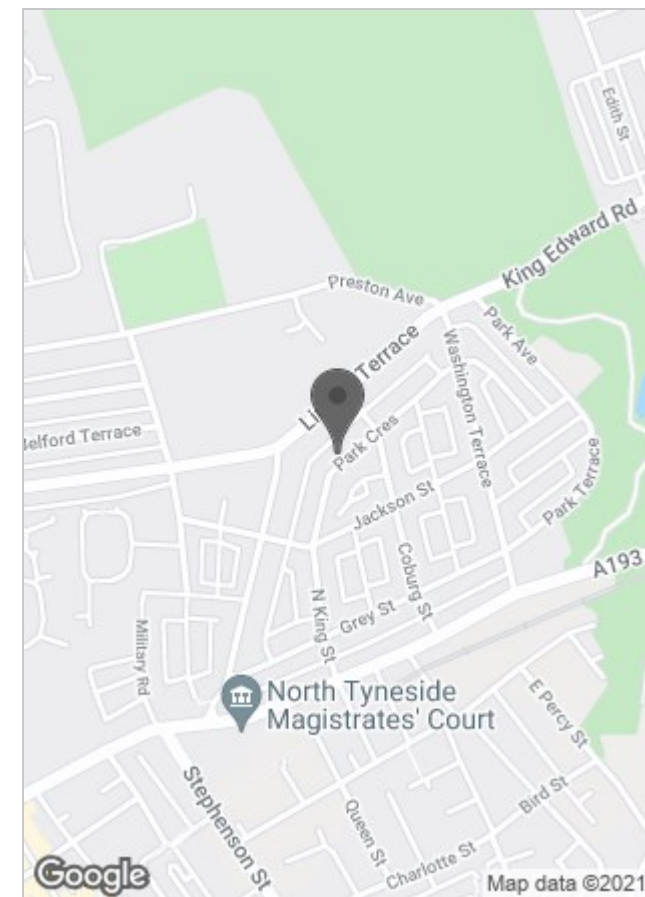 Edith St
King Edward Rd
Preston Ave
Park Ave
Terrace
Washington Terrace
Belford Terrace
Park Cres
Park Terrace
Jackson St
A193
Coburg St
N King St
Grey St
Military Rd
North Tyneside
Magistrates' Court
E Percy St
Bird St
Stephenson St
Queen St
Charlotte St
Google
Map data ©2021